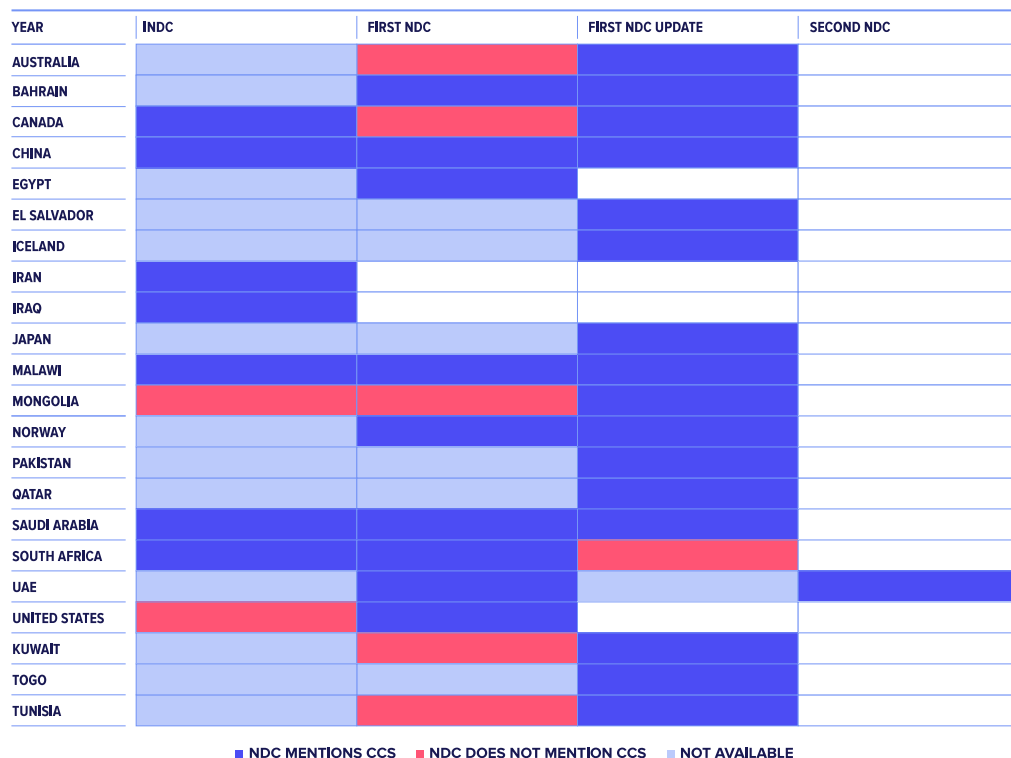 YEAR INDC FIRST NDC FIRST NDC UPDATE SECOND NDC
AUSTRALIA
BAHRAIN
CANADA
CHINA
EGYPT
EL SALVADOR
ICELAND
IRAN
IRAQ
JAPAN
MALAWI
MONGOLIA
NORWAY
PAKISTAN
QATAR
SAUDI ARABIA
SOUTH AFRICA
UAE
UNITED STATES
KUWAIT
TOGO
TUNISIA
NDC MENTIONS CCS NDC DOES NOT MENTION CCS NOT AVAILABLE